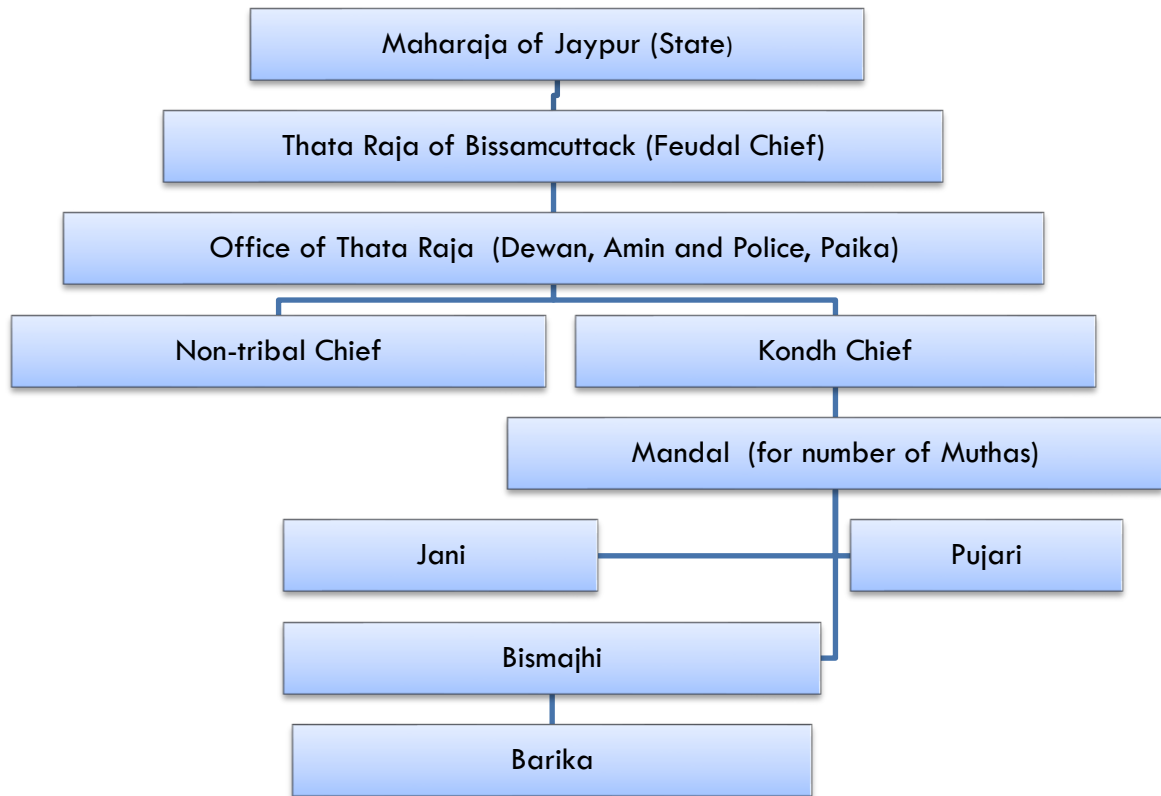 Maharaja of Jaypur (State)
Thata Raja of Bissamcuttack (Feudal Chief)
Office of Thata Raja (Dewan, Amin and Police, Paika)
Non-tribal Chief
Kondh Chief
Mandal (for number of Muthas)
Jani
Pujari
Bismajhi
Barika